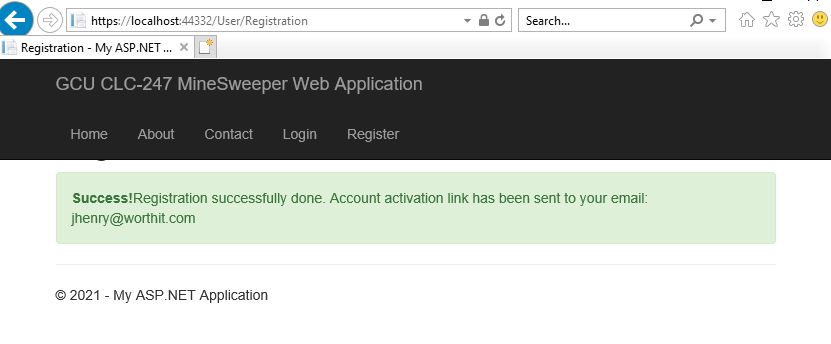 https://localhost:44332/User/Registration
Search...
Registration - My ASP.NET ...
GCU CLC-247 MineSweeper Web Application
Home About Contact Login Register
Success!Registration successfully done. Account activation link has been sent to your email:
jhenry@worthit.com
© 2021 - My ASP.NET Application